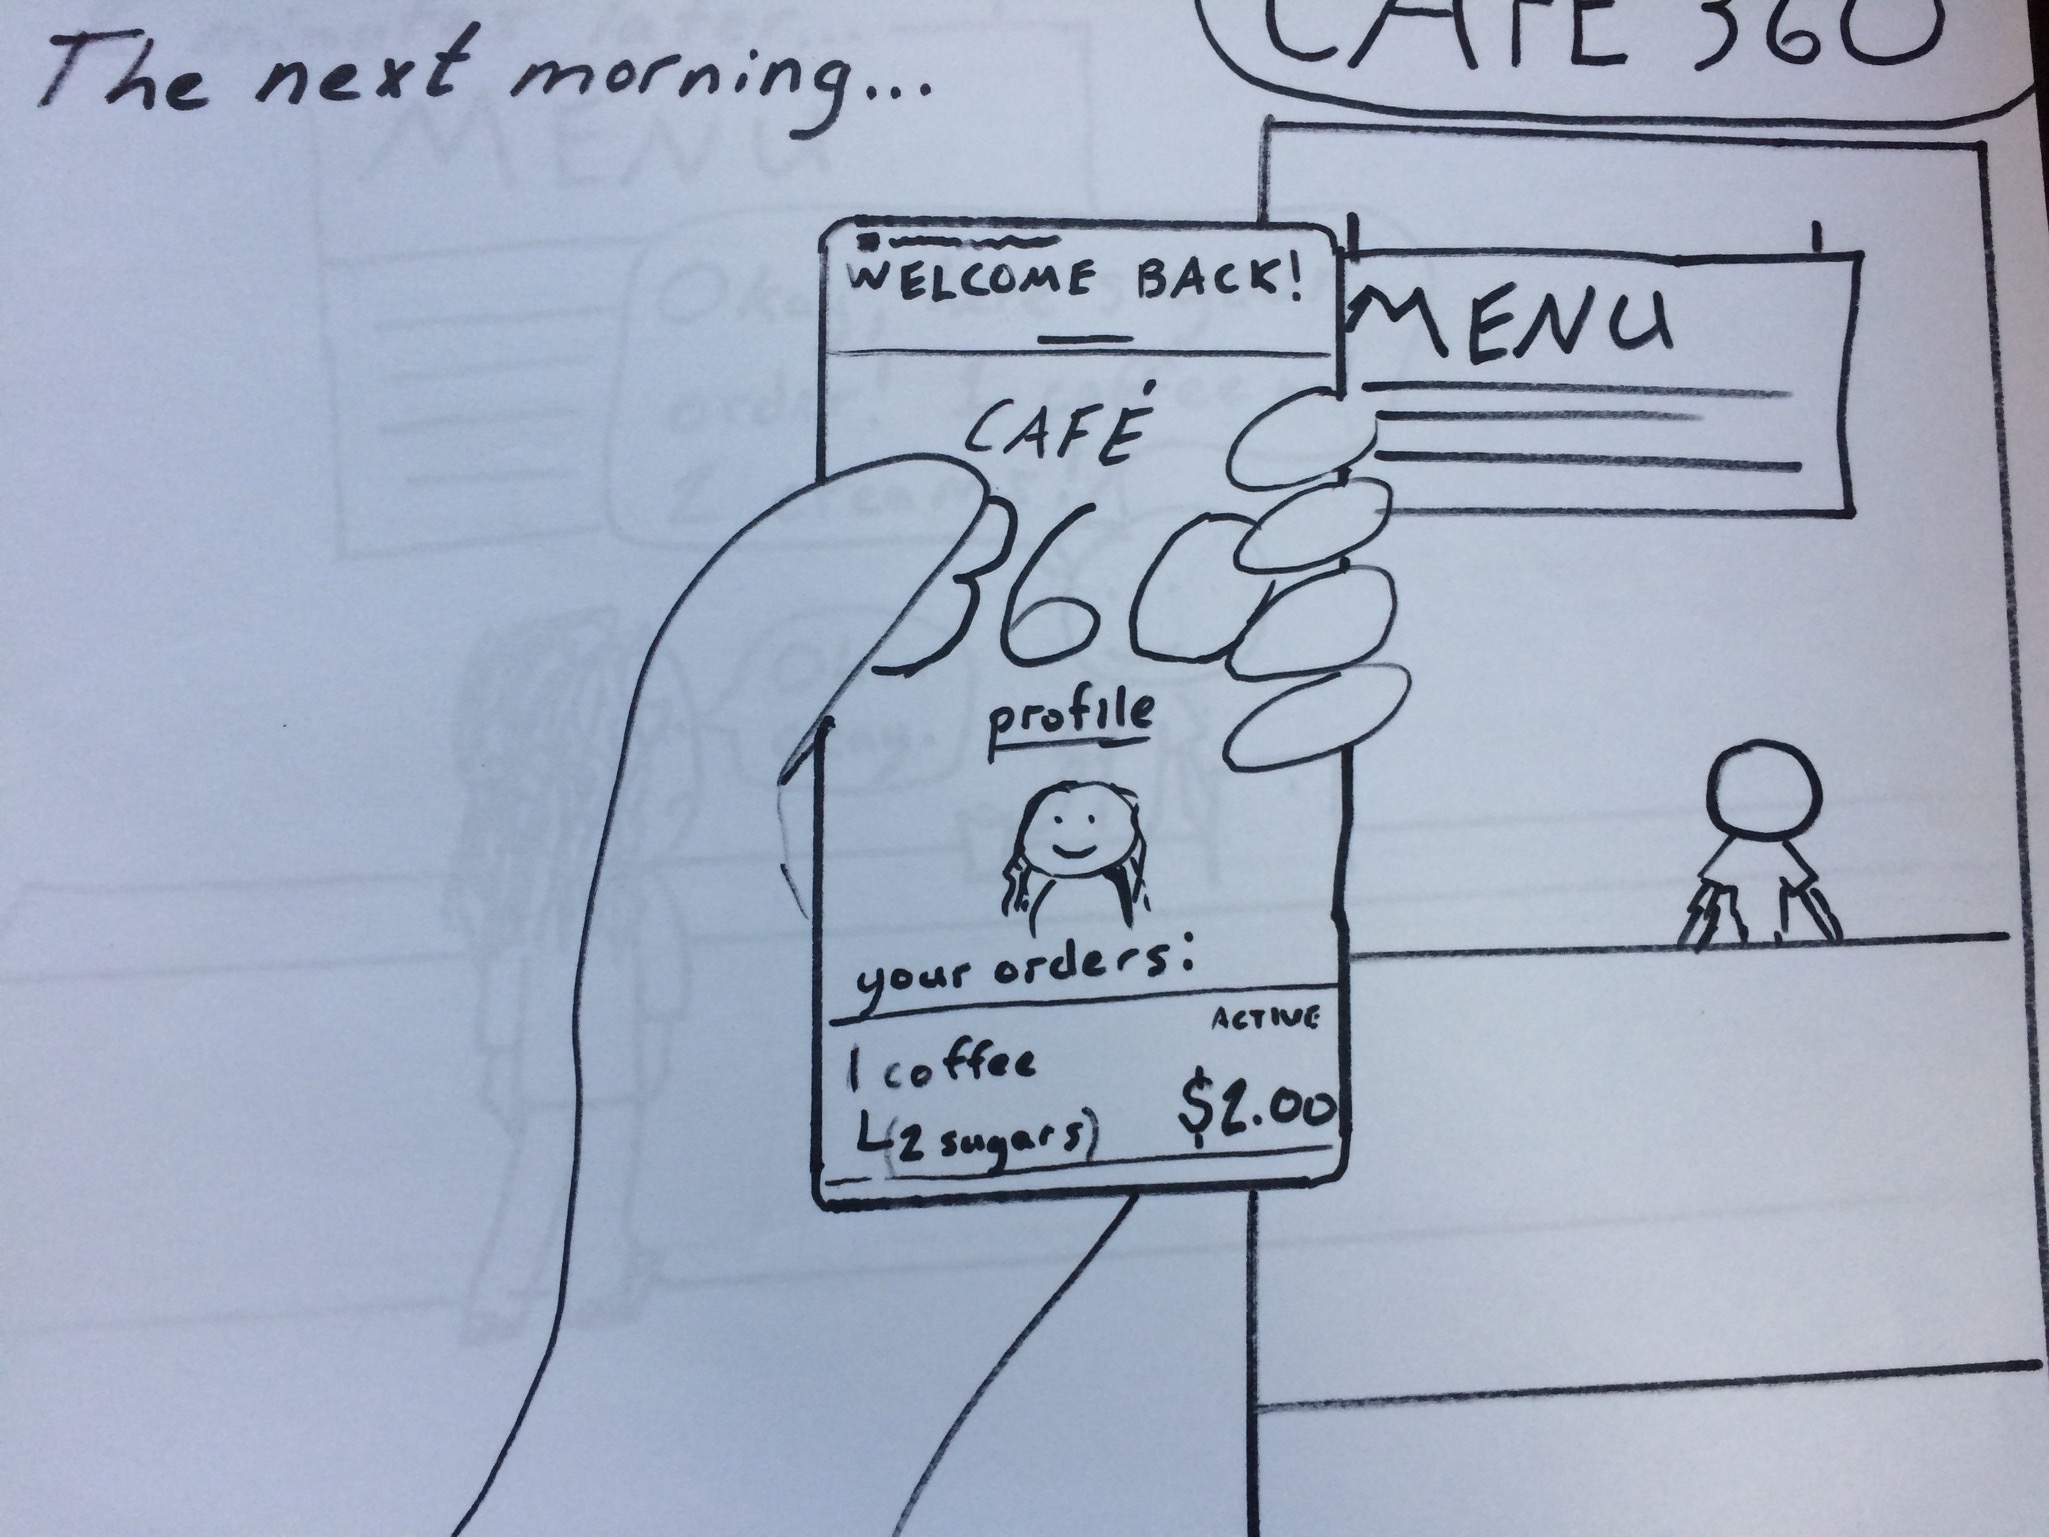 The next morning...
CAFE 360
WELCOME BACK!
MENU
CAFÉ
360
profile
your orders:
ACTIVE
1 coffee
$2.00
(2 sugars)